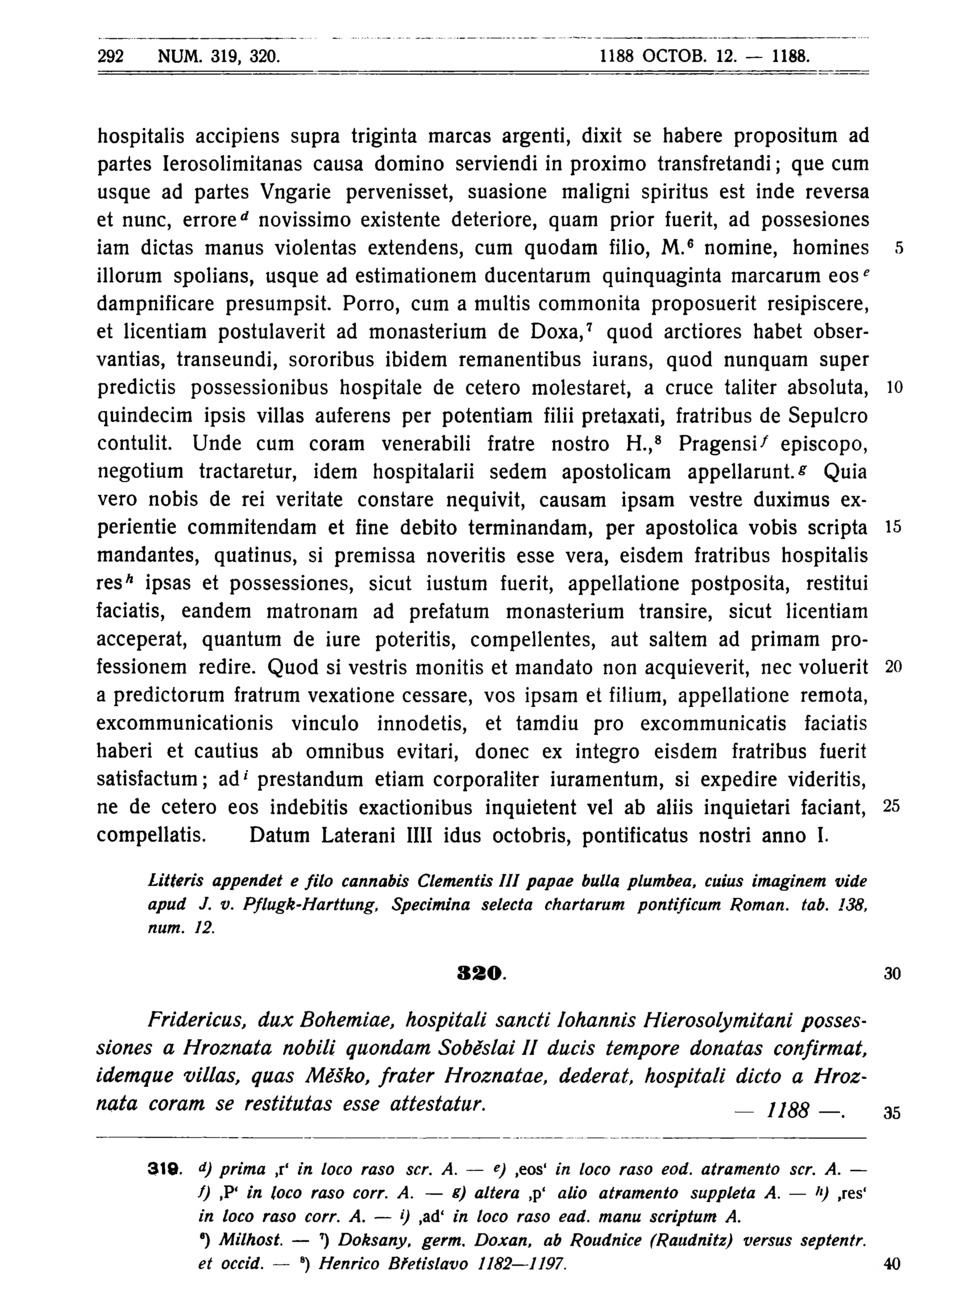 292 NUM. 319, 320. 1188 OCTOB. 12. — 1188.
hospitalis accipiens supra triginta marcas argenti, dixit se habere propositum ad
partes Ierosolimitanas causa domino serviendi in proximo transfretandi; que cum
usque ad partes Vngarie pervenisset, suasione maligni spiritus est inde reversa
et nunc, errore ᵈ novissimo existente deteriore, quam prior fuerit, ad possesiones
iam dictas manus violentas extendens, cum quodam filio, M.⁶ nomine, homines 5
illorum spolians, usque ad estimationem ducentarum quinquaginta marcarum eos ᵉ
dampnificare presumpsit. Porro, cum a multis commonita proposuerit resipiscere,
et licentiam postulaverit ad monasterium de Doxa,⁷ quod arctiores habet obser-
vantias, transeundi, sororibus ibidem remanentibus iurans, quod nunquam super
predictis possessionibus hospitale de cetero molestaret, a cruce taliter absoluta, 10
quindecim ipsis villas auferens per potentiam filii pretaxati, fratribus de Sepulcro
contulit. Unde cum coram venerabili fratre nostro H.,⁸ Pragensi ᶠ episcopo,
negotium tractaretur, idem hospitalarii sedem apostolicam appellarunt.ᵍ Quia
vero nobis de rei veritate constare nequivit, causam ipsam vestre duximus ex-
perientie commitendam et fine debito terminandam, per apostolica vobis scripta 15
mandantes, quatinus, si premissa noveritis esse vera, eisdem fratribus hospitalis
res ʰ ipsas et possessiones, sicut iustum fuerit, appellatione postposita, restitui
faciatis, eandem matronam ad prefatum monasterium transire, sicut licentiam
acceperat, quantum de iure poteritis, compellentes, aut saltem ad primam pro-
fessionem redire. Quod si vestris monitis et mandato non acquieverit, nec voluerit 20
a predictorum fratrum vexatione cessare, vos ipsam et filium, appellatione remota,
excommunicationis vinculo innodetis, et tamdiu pro excommunicatis faciatis
haberi et cautius ab omnibus evitari, donec ex integro eisdem fratribus fuerit
satisfactum; ad ⁱ prestandum etiam corporaliter iuramentum, si expedire videritis,
ne de cetero eos indebitis exactionibus inquietent vel ab aliis inquietari faciant, 25
compellatis. Datum Laterani IIII idus octobris, pontificatus nostri anno I.
Litteris appendet e filo cannabis Clementis III papae bulla plumbea, cuius imaginem vide
apud J. v. Pflugk-Harttung, Specimina selecta chartarum pontificum Roman. tab. 138,
num. 12.
320. 30
Fridericus, dux Bohemiae, hospitali sancti Iohannis Hierosolymitani posses-
siones a Hroznata nobili quondam Soběslai II ducis tempore donatas confirmat,
idemque villas, quas Měško, frater Hroznatae, dederat, hospitali dicto a Hroz-
nata coram se restitutas esse attestatur. — 1188 —. 35
319. ᵈ) prima ‚r‘ in loco raso scr. A. — ᵉ) ‚eos‘ in loco raso eod. atramento scr. A. —
ᶠ) ‚P‘ in loco raso corr. A. — ᵍ) altera ‚p‘ alio atramento suppleta A. — ʰ) ‚res‘
in loco raso corr. A. — ⁱ) ‚ad‘ in loco raso ead. manu scriptum A.
⁶) Milhost. — ⁷) Doksany, germ. Doxan, ab Roudnice (Raudnitz) versus septentr.
et occid. — ⁸) Henrico Břetislavo 1182—1197. 40